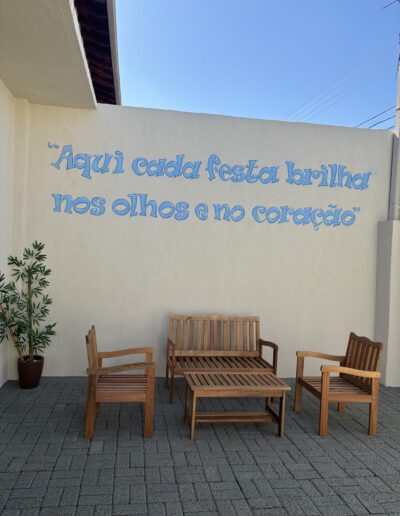 "Aqui cada festa brilha
nos olhos e no coração"